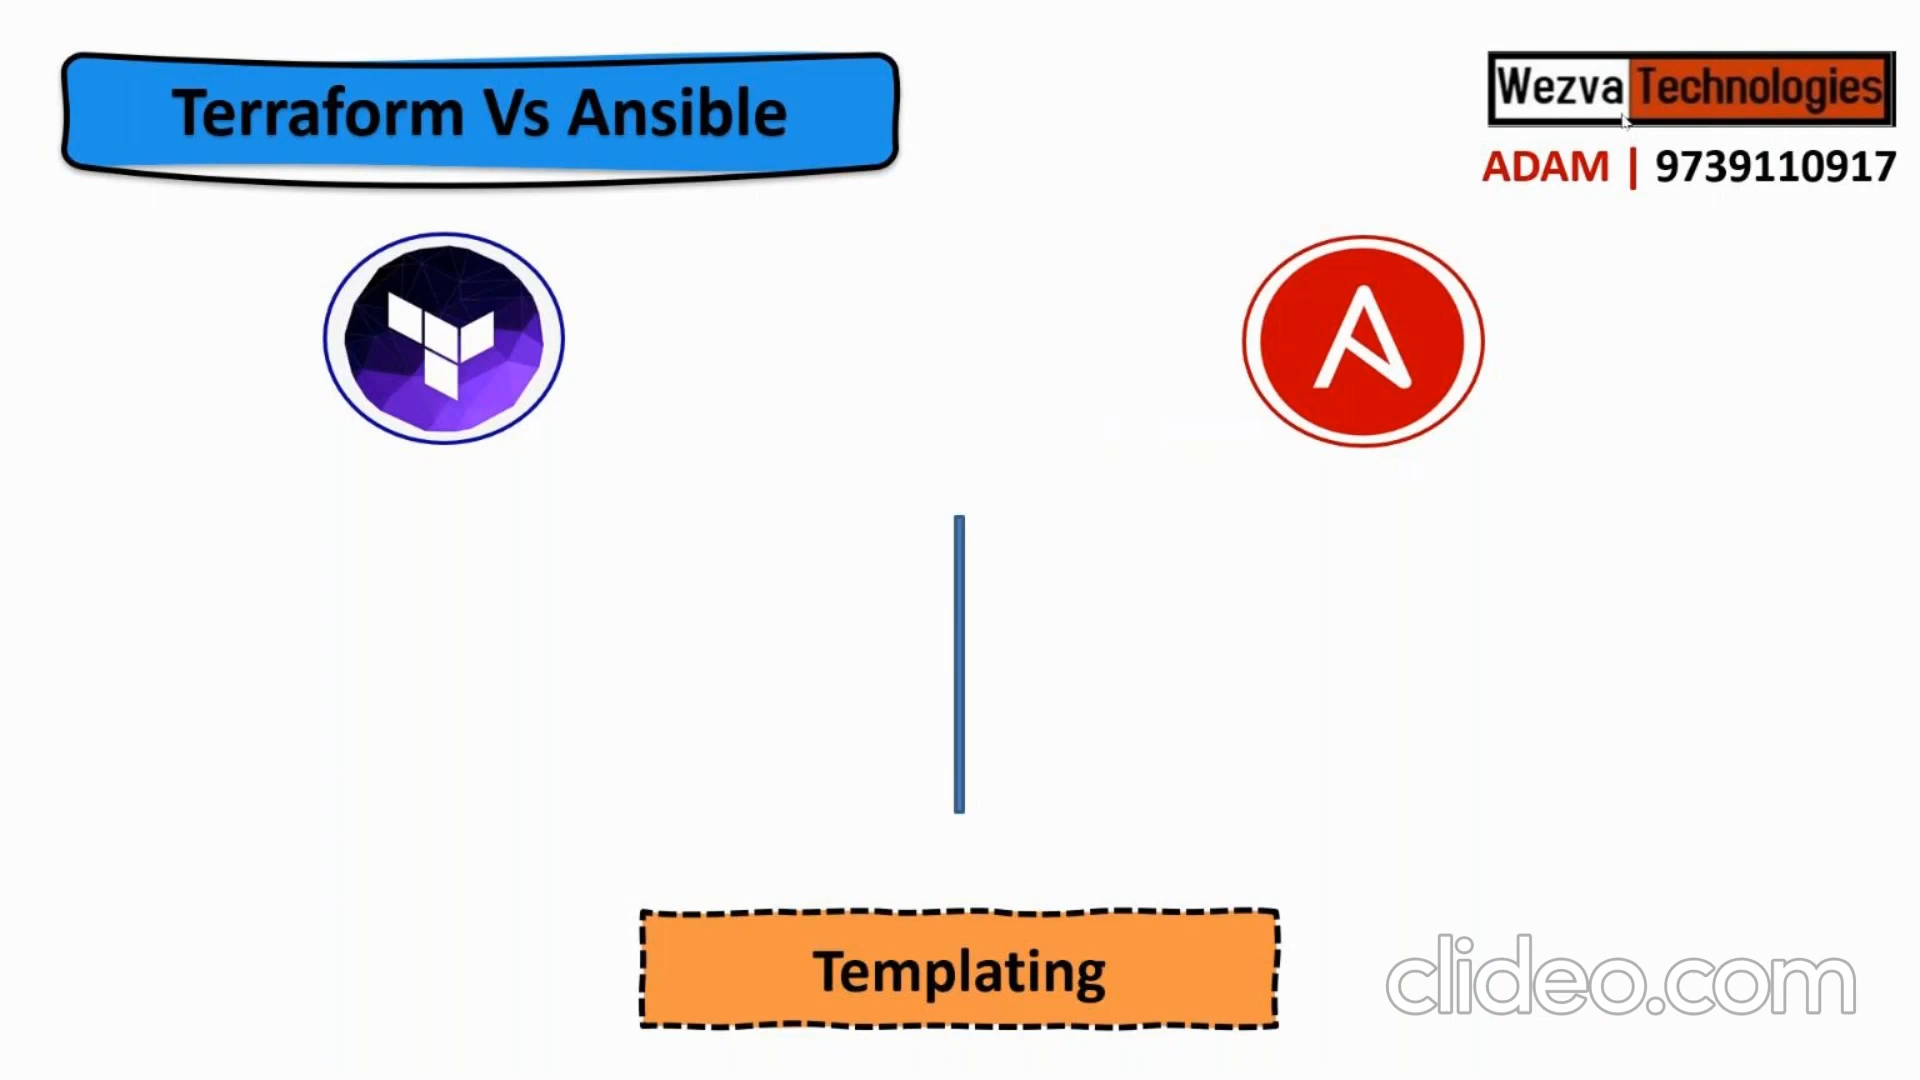 Terraform Vs Ansible
Wezva Technologies
ADAM | 9739110917
Templating
clideo.com